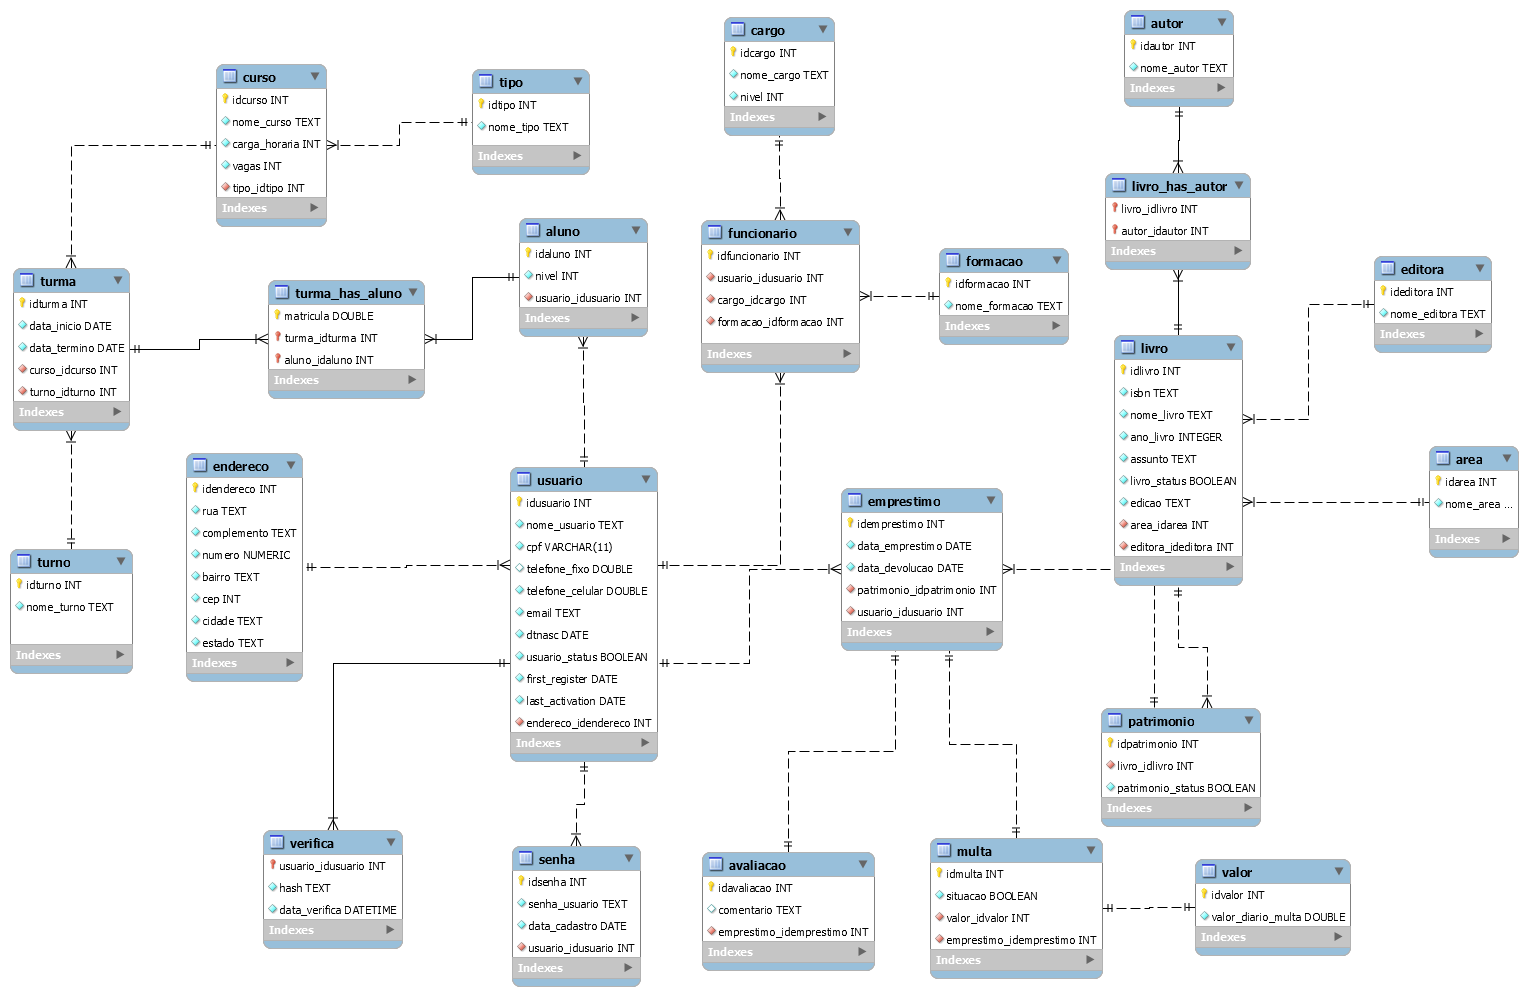 curso
idcurso INT
nome_curso TEXT
carga_horaria INT
vagas INT
tipo_idtipo INT
Indexes
tipo
idtipo INT
nome_tipo TEXT
Indexes
cargo
idcargo INT
nome_cargo TEXT
nivel INT
Indexes
autor
idautor INT
nome_autor TEXT
Indexes
turma
idturma INT
data_inicio DATE
data_termino DATE
curso_idcurso INT
turno_idturno INT
Indexes
turma_has_aluno
matricula DOUBLE
turma_idturma INT
aluno_idaluno INT
Indexes
aluno
idaluno INT
nivel INT
usuario_idusuario INT
Indexes
funcionario
idfuncionario INT
usuario_idusuario INT
cargo_idcargo INT
formacao_idformacao INT
Indexes
formacao
idformacao INT
nome_formacao TEXT
Indexes
livro_has_autor
livro_idlivro INT
autor_idautor INT
Indexes
editora
ideditora INT
nome_editora TEXT
Indexes
livro
idlivro INT
isbn TEXT
nome_livro TEXT
ano_livro INTEGER
assunto TEXT
livro_status BOOLEAN
edicao TEXT
area_idarea INT
editora_ideditora INT
Indexes
area
idarea INT
nome_area ...
Indexes
turno
idturno INT
nome_turno TEXT
Indexes
endereco
idendereco INT
rua TEXT
complemento TEXT
numero NUMERIC
bairro TEXT
cep INT
cidade TEXT
estado TEXT
Indexes
usuario
idusuario INT
nome_usuario TEXT
cpf VARCHAR(11)
telefone_fixo DOUBLE
telefone_celular DOUBLE
email TEXT
dtnasc DATE
usuario_status BOOLEAN
first_register DATE
last_activation DATE
endereco_idendereco INT
Indexes
emprestimo
idemprestimo INT
data_emprestimo DATE
data_devolucao DATE
patrimonio_idpatrimonio INT
usuario_idusuario INT
Indexes
patrimonio
idpatrimonio INT
livro_idlivro INT
patrimonio_status BOOLEAN
Indexes
verifica
usuario_idusuario INT
hash TEXT
data_verifica DATETIME
Indexes
senha
idsenha INT
senha_usuario TEXT
data_cadastro DATE
usuario_idusuario INT
Indexes
avaliacao
idavaliacao INT
comentario TEXT
emprestimo_idemprestimo INT
Indexes
multa
idmulta INT
situacao BOOLEAN
valor_idvalor INT
emprestimo_idemprestimo INT
Indexes
valor
idvalor INT
valor_diario_multa DOUBLE
Indexes